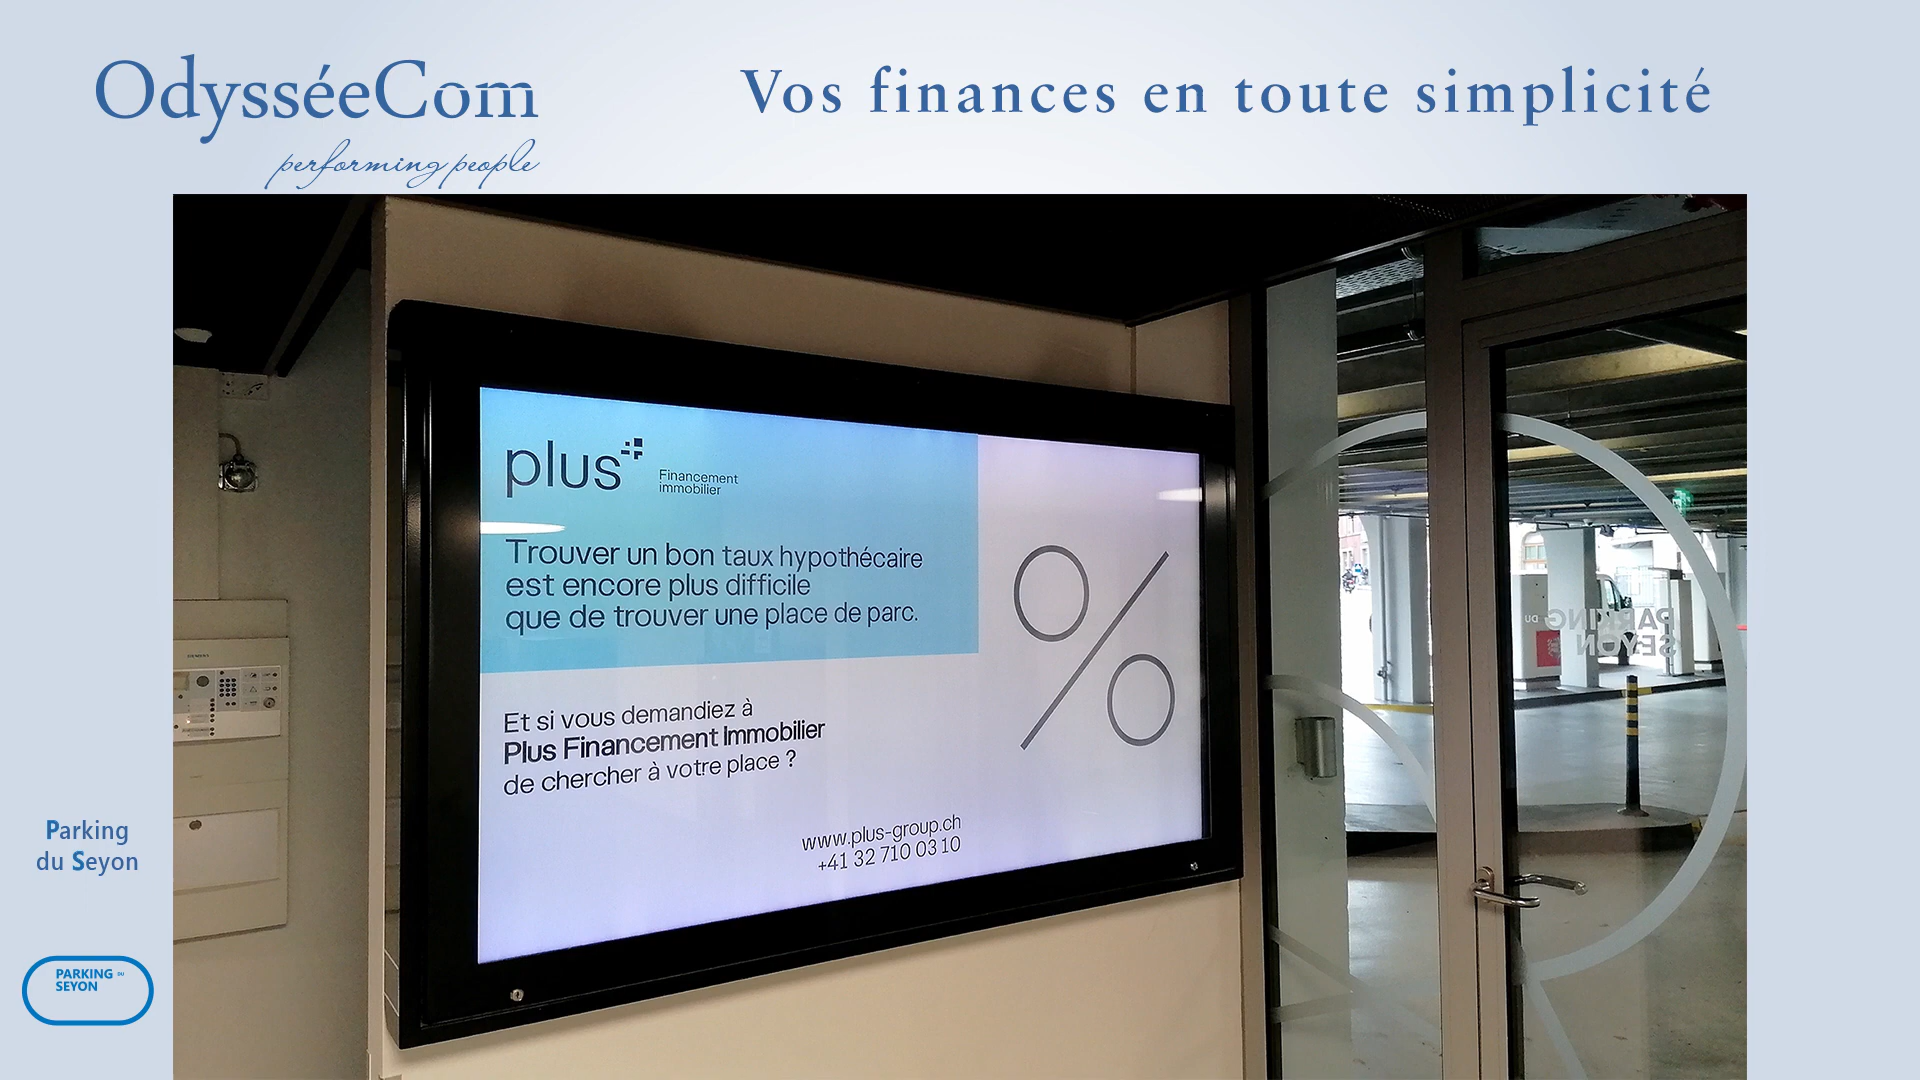 OdysséeCom
performing people
Vos finances en toute simplicité
plus
Financement
immobilier
Trouver un bon taux hypothécaire
est encore plus difficile
que de trouver une place de parc.
Et si vous demandiez à
Plus Financement Immobilier
de chercher à votre place ?
www.plus-group.ch
+41 32 710 03 10
%
SIEMENS
PARKING DU
SEYON
Parking
du Seyon
PARKING DU
SEYON